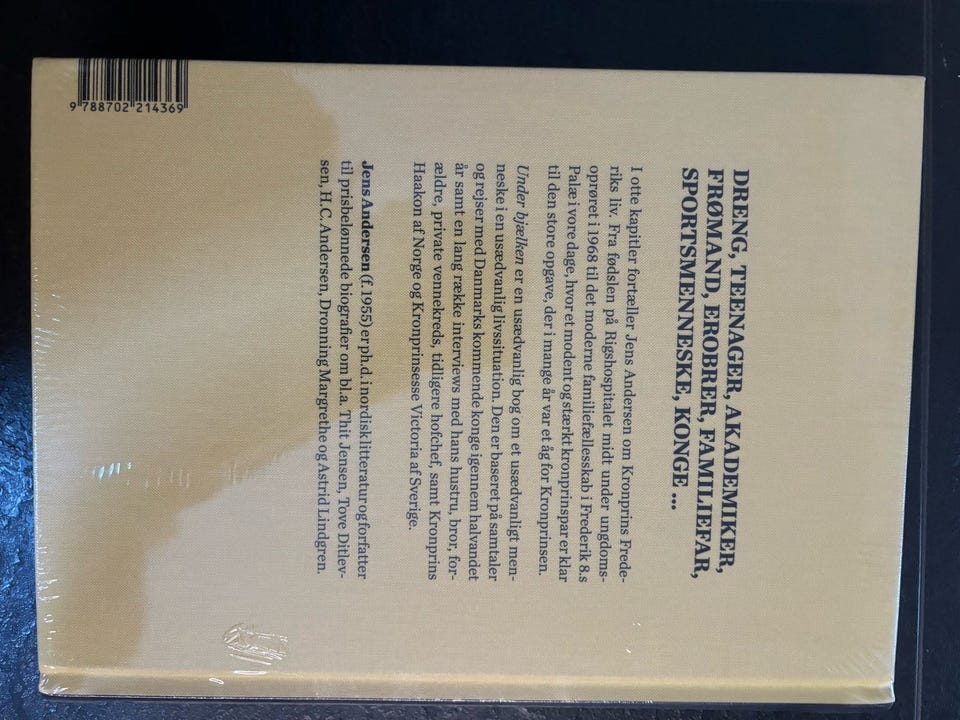 DRENG, TEENAGER, AKADEMIKER,
FRØMAND, EROBRER, FAMILIEFAR,
SPORTSMENNESKE, KONGE ...
I otte kapitler fortæller Jens Andersen om Kronprins Frede-
riks liv. Fra fødslen på Rigshospitalet midt under ungdoms-
oprøret i 1968 til det moderne familiefællesskab i Frederik 8.s
Palæ i vore dage, hvor et modent og stærkt kronprinspar er klar
til den store opgave, der i mange år var et åg for Kronprinsen.
Under bjælken er en usædvanlig bog om et usædvanligt men-
neske i en usædvanlig livssituation. Den er baseret på samtaler
og rejser med Danmarks kommende konge igennem halvandet
år samt en lang række interviews med hans hustru, bror, for-
ældre, private vennekreds, tidligere hofchef, samt Kronprins
Haakon af Norge og Kronprinsesse Victoria af Sverige.
Jens Andersen (f. 1955) er ph.d. i nordisk litteratur og forfatter
til prisbelønnede biografier om bl.a. Thit Jensen, Tove Ditlev-
sen, H.C. Andersen, Dronning Margrethe og Astrid Lindgren.
9 788702 214369